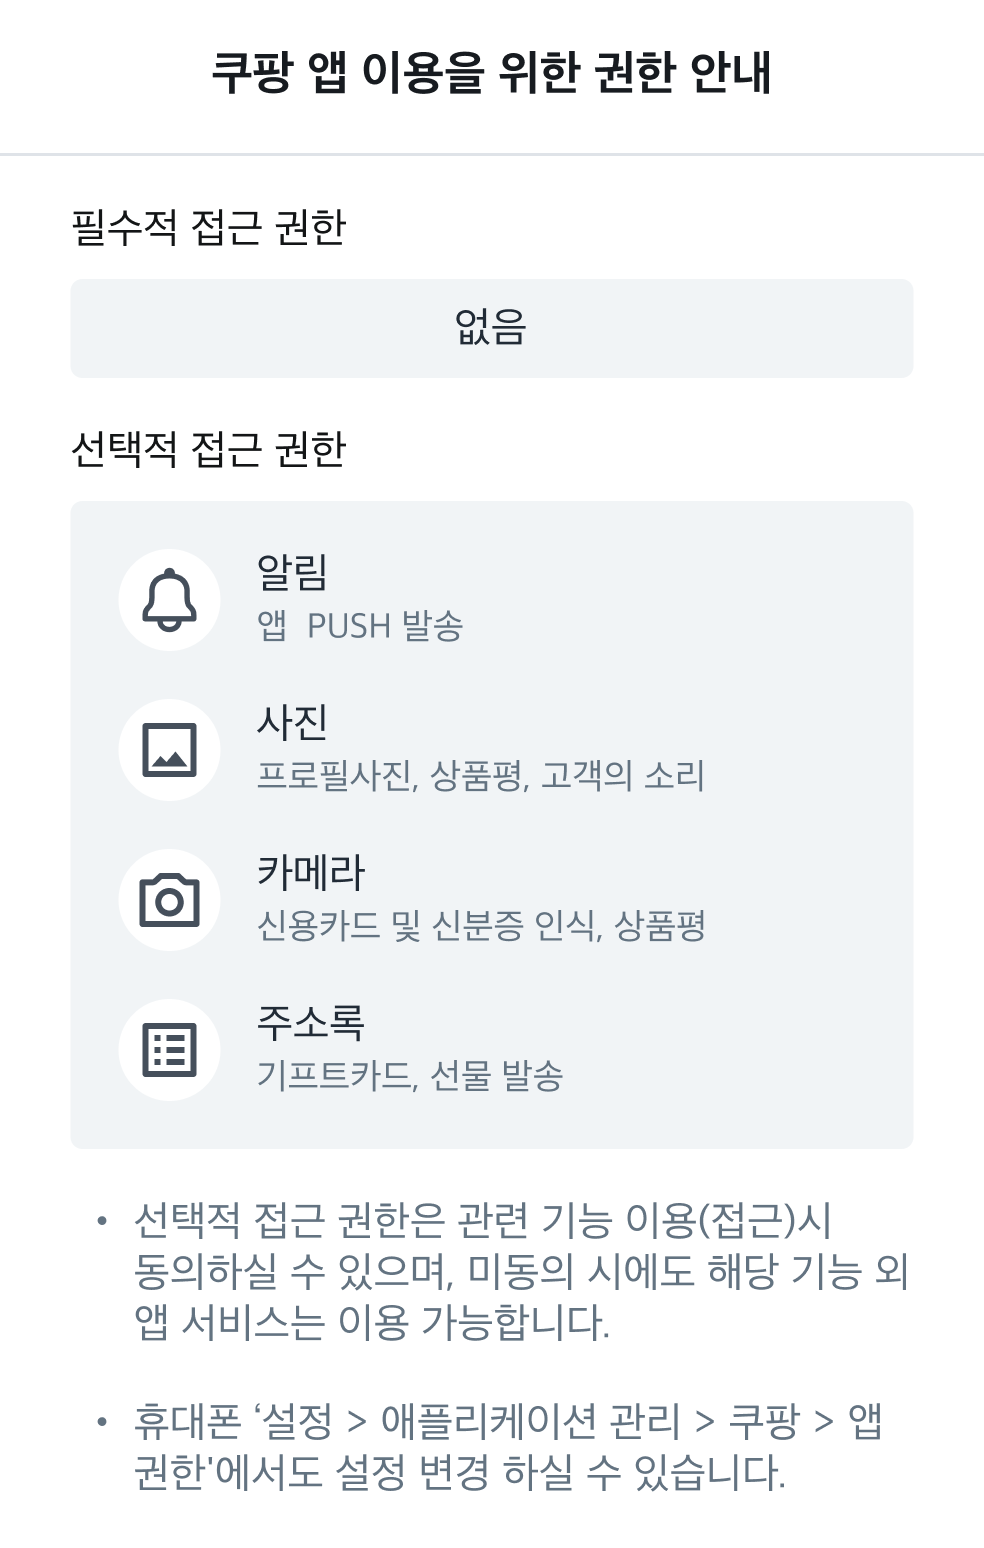 쿠팡 앱 이용을 위한 권한 안내
필수적 접근 권한
없음
선택적 접근 권한
알림
앱 PUSH 발송
사진
프로필사진, 상품평, 고객의 소리
카메라
신용카드 및 신분증 인식, 상품평
주소록
기프트카드, 선물 발송
• 선택적 접근 권한은 관련 기능 이용(접근)시
동의하실 수 있으며, 미동의 시에도 해당 기능 외
앱 서비스는 이용 가능합니다.
• 휴대폰 ‘설정 > 애플리케이션 관리 > 쿠팡 > 앱
권한'에서도 설정 변경 하실 수 있습니다.